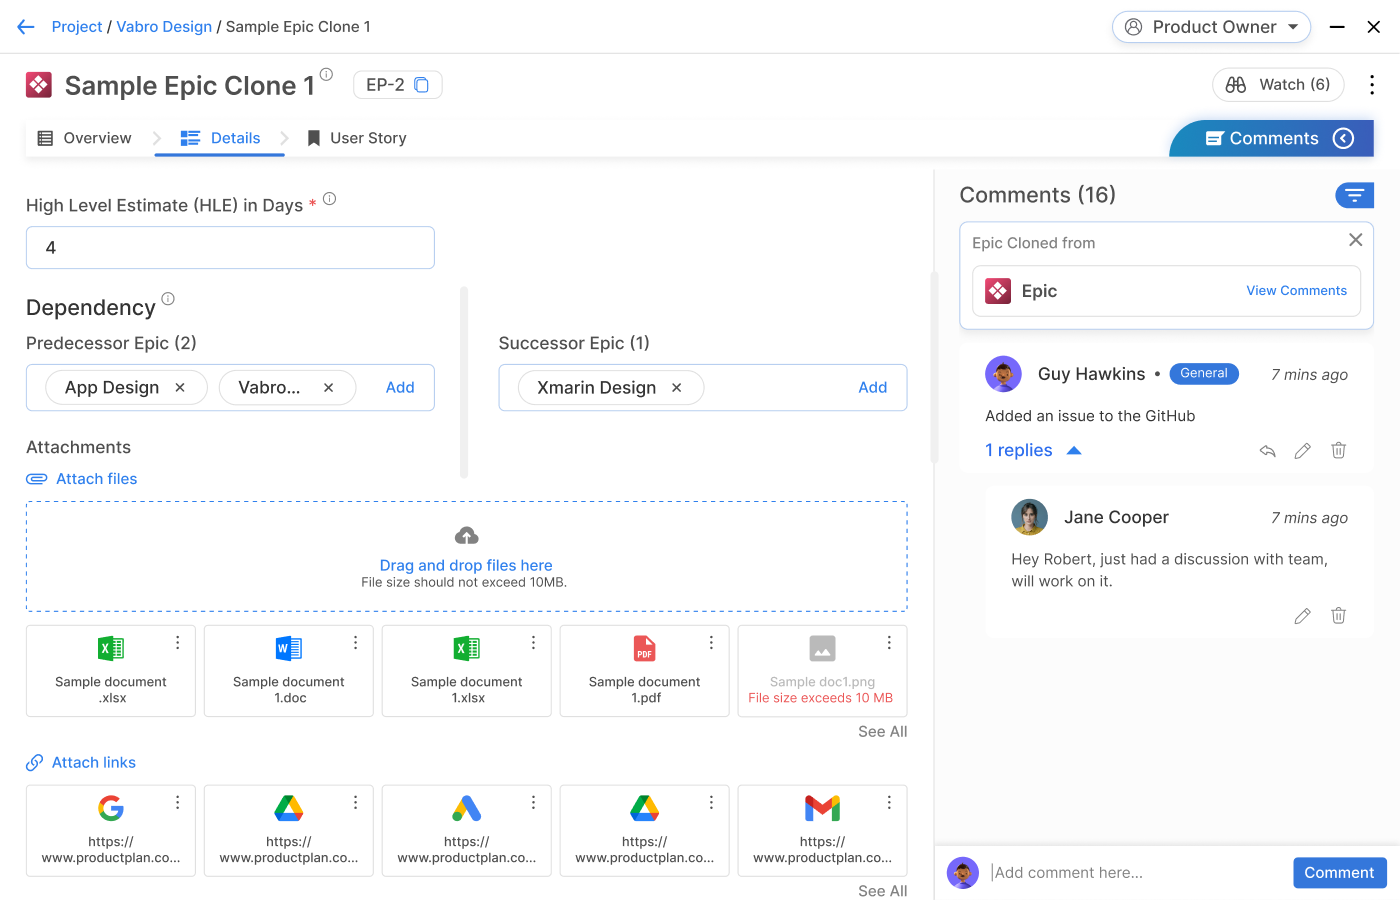 Project / Vabro Design / Sample Epic Clone 1
Product Owner
Sample Epic Clone 1
EP-2
Watch (6)
Overview
Details
User Story
Comments
High Level Estimate (HLE) in Days *
4
Dependency
Predecessor Epic (2)
App Design
Vabro...
Add
Successor Epic (1)
Xmarin Design
Add
Attachments
Attach files
Drag and drop files here
File size should not exceed 10MB.
X
Sample document
.xlsx
W
Sample document
1.doc
X
Sample document
1.xlsx
PDF
Sample document
1.pdf
Sample doc1.png
File size exceeds 10 MB
See All
Attach links
https://
www.productplan.co...
https://
www.productplan.co...
https://
www.productplan.co...
https://
www.productplan.co...
https://
www.productplan.co...
See All
Comments (16)
Epic Cloned from
Epic
View Comments
Guy Hawkins • General
7 mins ago
Added an issue to the GitHub
1 replies
Jane Cooper
7 mins ago
Hey Robert, just had a discussion with team,
will work on it.
Add comment here...
Comment